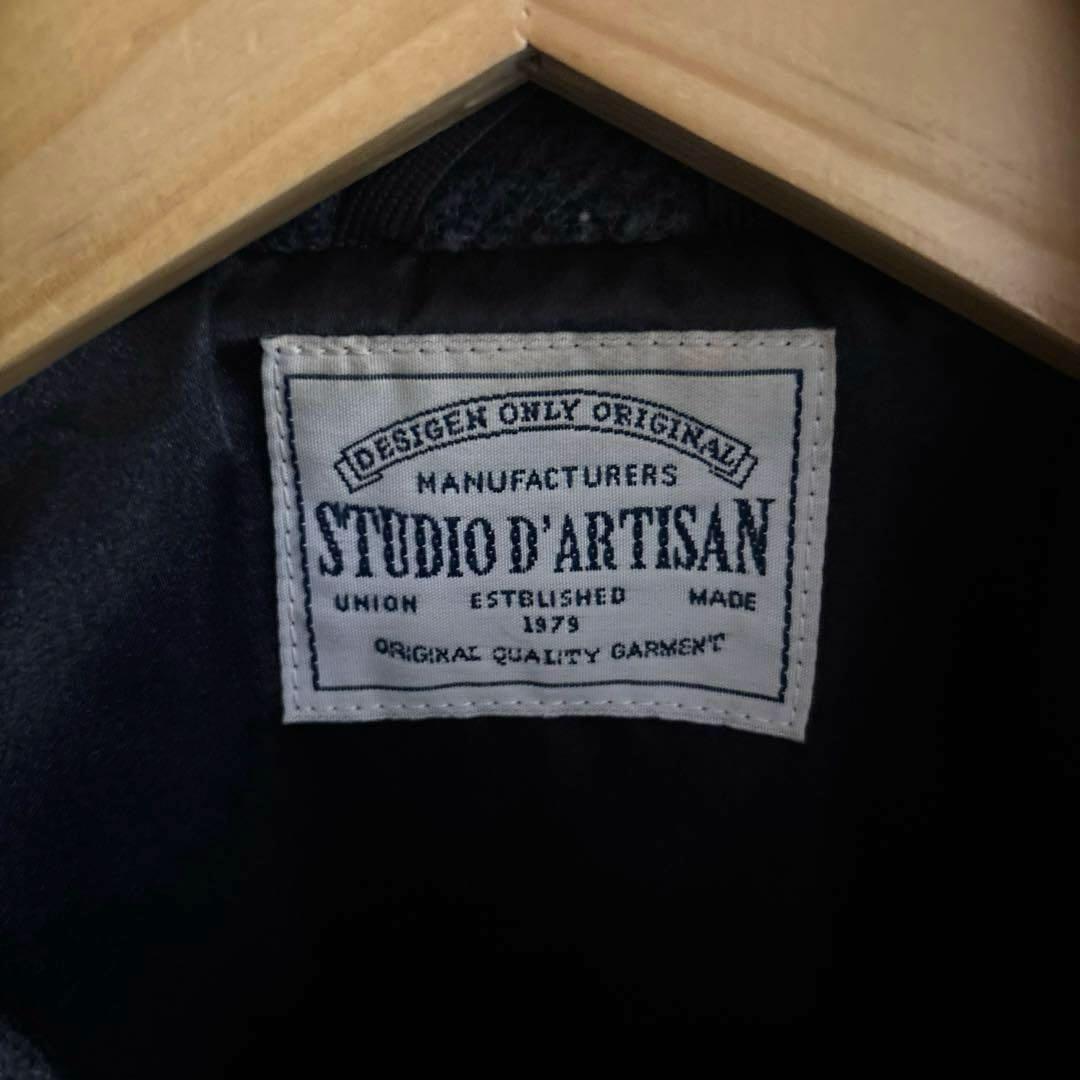 DESIGEN ONLY ORIGINAL
MANUFACTURERS
STUDIO D'ARTISAN
UNION ESTBLISHED MADE
1979
ORIGINAL QUALITY GARMENT